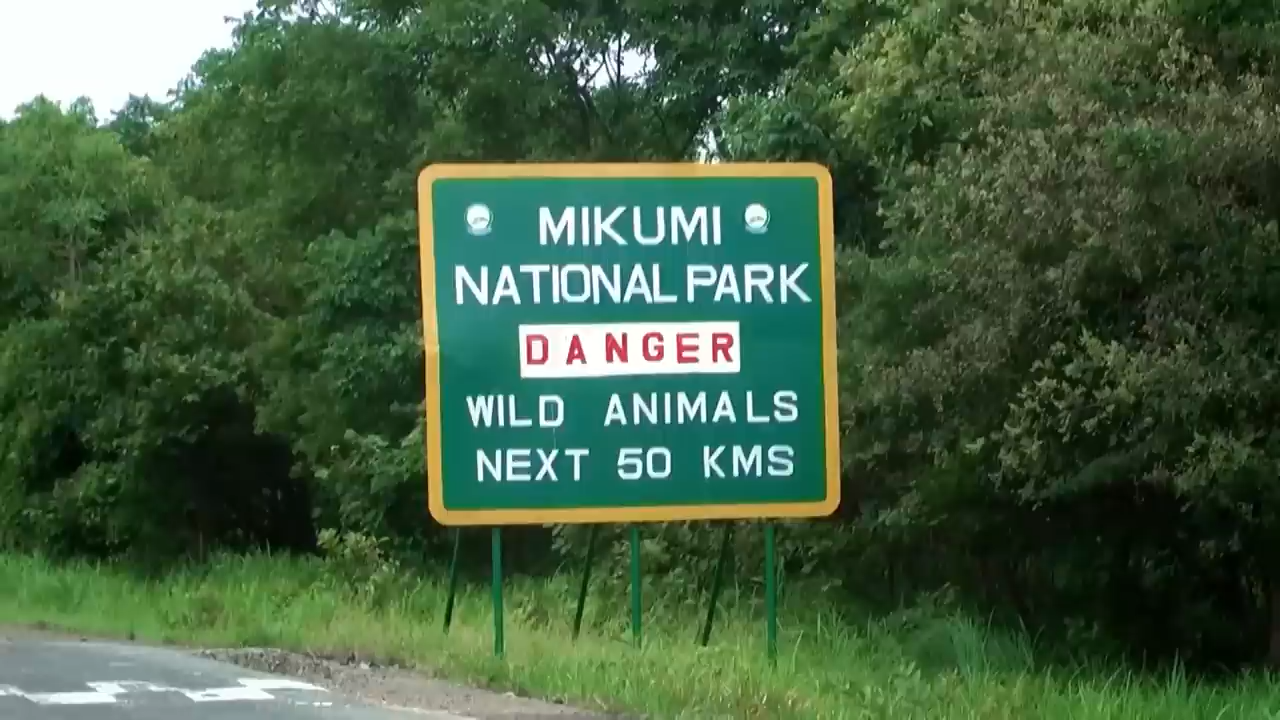 MIKUMI
NATIONAL PARK
DANGER
WILD ANIMALS
NEXT 50 KMS